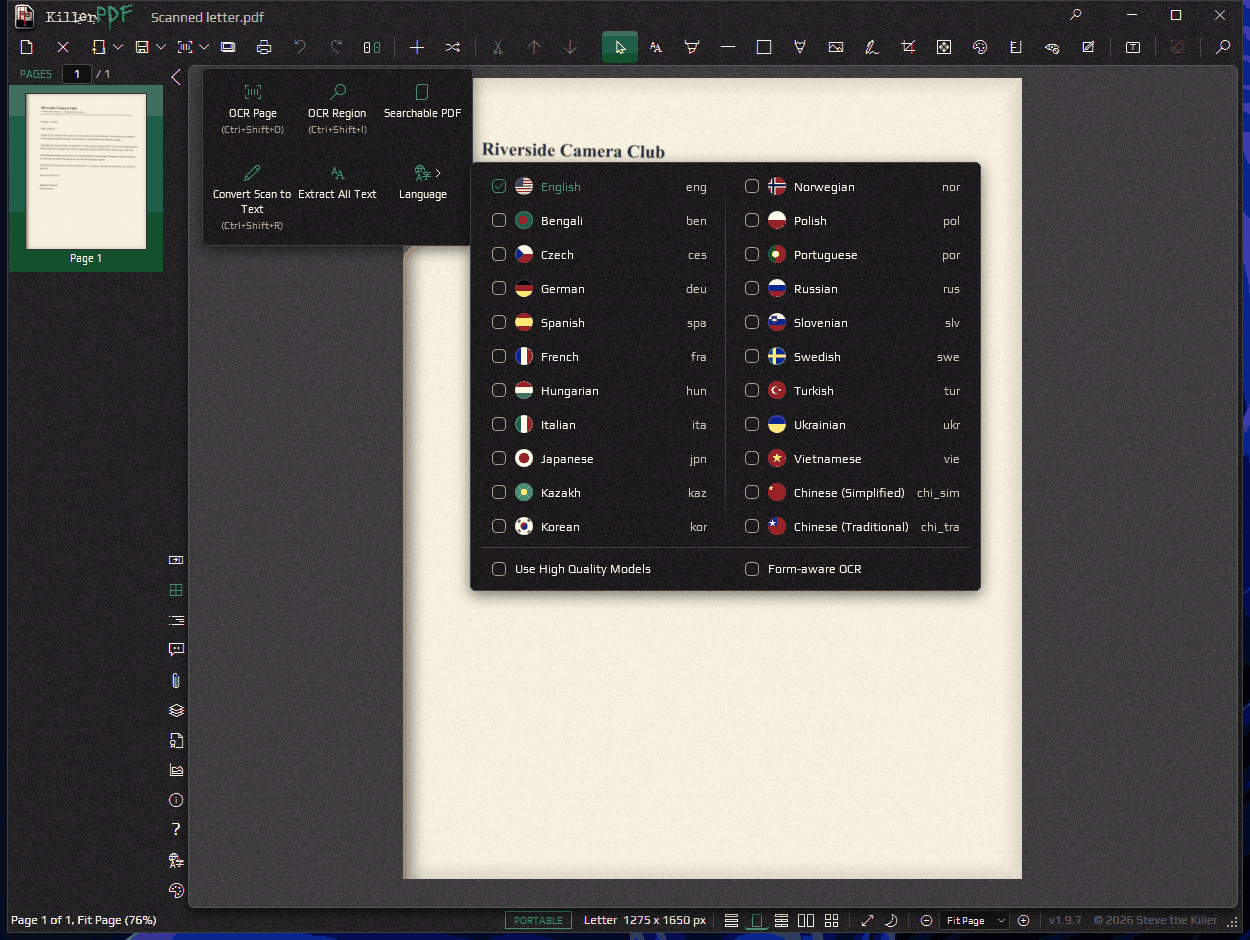 KillerPDF Scanned letter.pdf
PAGES 1 / 1
OCR Page
(Ctrl+Shift+O)
OCR Region
(Ctrl+Shift+I)
Searchable PDF
Convert Scan to
Text
(Ctrl+Shift+R)
Extract All Text
Language
Riverside Camera Club
English eng
Bengali ben
Czech ces
German deu
Spanish spa
French fra
Hungarian hun
Italian ita
Japanese jpn
Kazakh kaz
Korean kor
Norwegian nor
Polish pol
Portuguese por
Russian rus
Slovenian slv
Swedish swe
Turkish tur
Ukrainian ukr
Vietnamese vie
Chinese (Simplified) chi_sim
Chinese (Traditional) chi_tra
Use High Quality Models
Form-aware OCR
Riverside Camera Club
Page 1
Page 1 of 1, Fit Page (76%)
PORTABLE
Letter 1275 x 1650 px
Fit Page
v1.9.7
© 2026 Steve the Killer